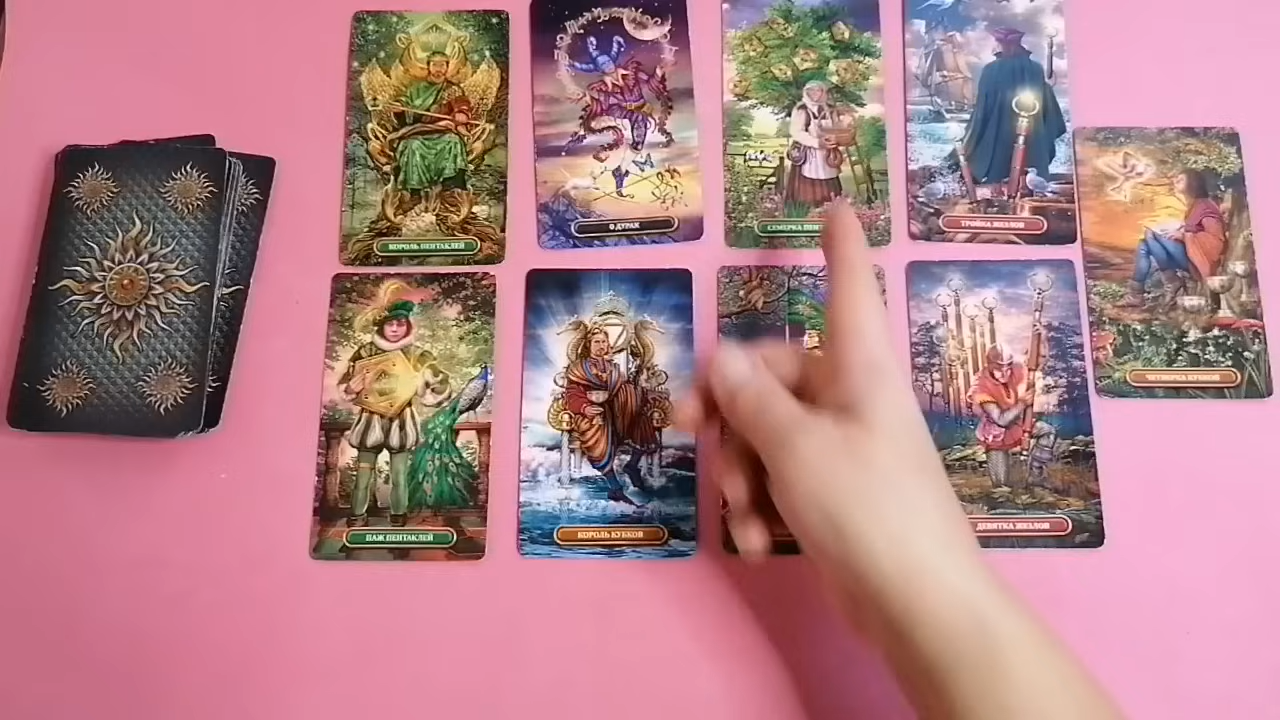 КОРОЛЬ ПЕНТАКЛЕЙ
0 ДУРАК
СЕМЕРКА ПЕНТ
ТРОЙКА ЖЕЗЛОВ
ЧЕТВЕРКА КУБКОВ
ПАЖ ПЕНТАКЛЕЙ
КОРОЛЬ КУБКОВ
ДЕВЯТКА ЖЕЗЛОВ